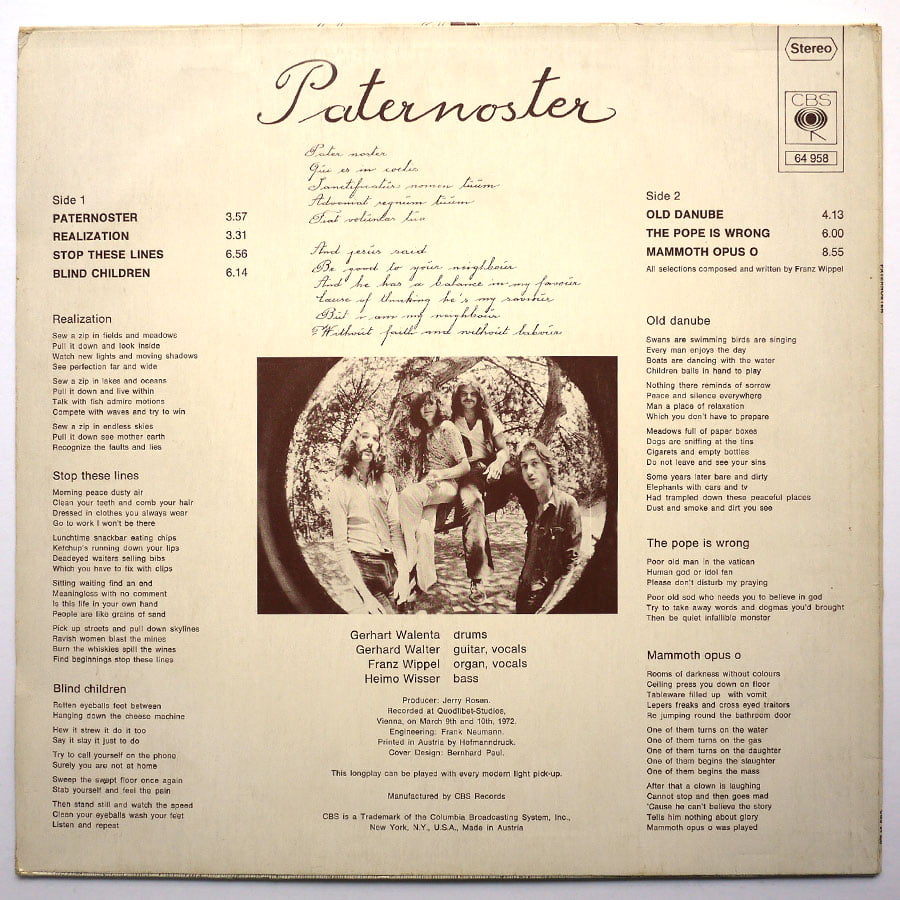 Stereo
CBS
64 958
Paternoster
Pater noster
Qui es in coelis
Sanctificatur nomen tuum
Adveniat regnum tuum
Fiat voluntas tua
And jesus said
Be good to your neighbour
And he has a balance in my favour
'cause of thinking he's my saviour
But i am my neighbour
Without faith and without labour
Side 1
PATERNOSTER 3.57
REALIZATION 3.31
STOP THESE LINES 6.56
BLIND CHILDREN 6.14
Realization
Sew a zip in fields and meadows
Pull it down and look inside
Watch new lights and moving shadows
See perfection far and wide
Sew a zip in lakes and oceans
Pull it down and live within
Talk with fish admire motions
Compete with waves and try to win
Sew a zip in endless skies
Pull it down see mother earth
Recognize the faults and lies
Stop these lines
Morning peace dusty air
Clean your teeth and comb your hair
Dressed in clothes you always wear
Go to work I won't be there
Lunchtime snackbar eating chips
Ketchup's running down your lips
Deadeyed waiters selling bibs
Which you have to fix with clips
Sitting waiting find an end
Meaningless with no comment
Is this life in your own hand
People are like grains of sand
Pick up streets and pull down skylines
Ravish women blast the mines
Burn the whiskies spill the wines
Find beginnings stop these lines
Blind children
Rotten eyeballs feet between
Hanging down the cheese machine
How it strew it do it too
Say it slay it just to do
Try to call yourself on the phone
Surely you are not at home
Sweep the swept floor once again
Stab yourself and feel the pain
Then stand still and watch the speed
Clean your eyeballs wash your feet
Listen and repeat
Gerhart Walenta drums
Gerhard Walter guitar, vocals
Franz Wippel organ, vocals
Heimo Wisser bass
Producer: Jerry Rosen.
Recorded at Quodlibet-Studios,
Vienna, on March 9th and 10th, 1972.
Engineering: Frank Neumann.
Printed in Austria by Hofmanndruck.
Cover Design: Bernhard Paul.
This longplay can be played with every modern light pick-up.
Manufactured by CBS Records
CBS is a Trademark of the Columbia Broadcasting System, Inc.,
New York, N.Y., U.S.A., Made in Austria
Side 2
OLD DANUBE 4.13
THE POPE IS WRONG 6.00
MAMMOTH OPUS O 8.55
All selections composed and written by Franz Wippel
Old danube
Swans are swimming birds are singing
Every man enjoys the day
Boats are dancing with the water
Children balls in hand to play
Nothing there reminds of sorrow
Peace and silence everywhere
Man a place of relaxation
Which you don't have to prepare
Meadows full of paper boxes
Dogs are sniffing at the tins
Cigarets and empty bottles
Do not leave and see your sins
Some years later bare and dirty
Elephants with cars and tv
Had trampled down these peaceful places
Dust and smoke and dirt you see
The pope is wrong
Poor old man in the vatican
Human god or idol fan
Please don't disturb my praying
Poor old sod who needs you to believe in god
Try to take away words and dogmas you'd brought
Then be quiet infallible monster
Mammoth opus o
Rooms of darkness without colours
Ceiling press you down on floor
Tableware filled up with vomit
Lepers freaks and cross eyed traitors
Re jumping round the bathroom door
One of them turns on the water
One of them turns on the gas
One of them turns on the daughter
One of them begins the slaughter
One of them begins the mass
After that a clown is laughing
Cannot stop and then goes mad
'Cause he can't believe the story
Tells him nothing about glory
Mammoth opus o was played